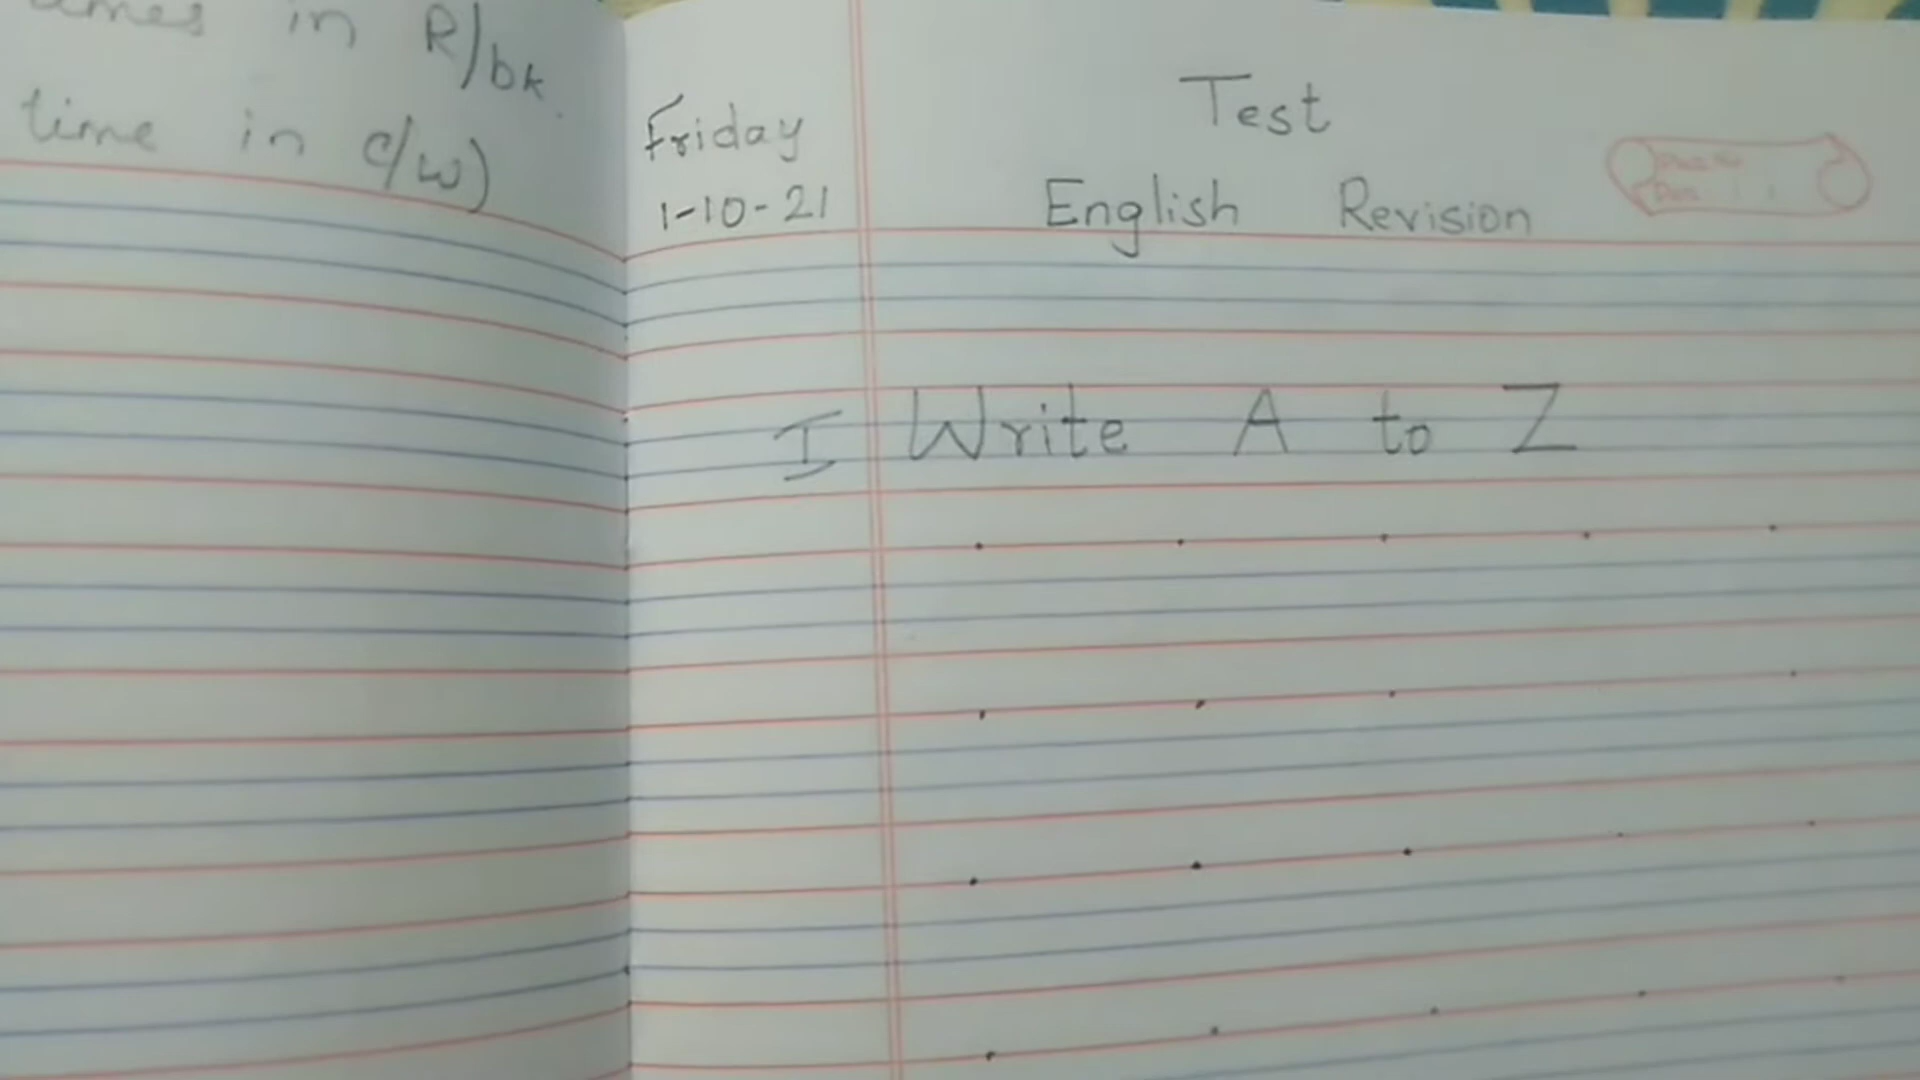 in R/bk
time in c/w)
Friday
1-10-21
Test
English Revision
I Write A to Z